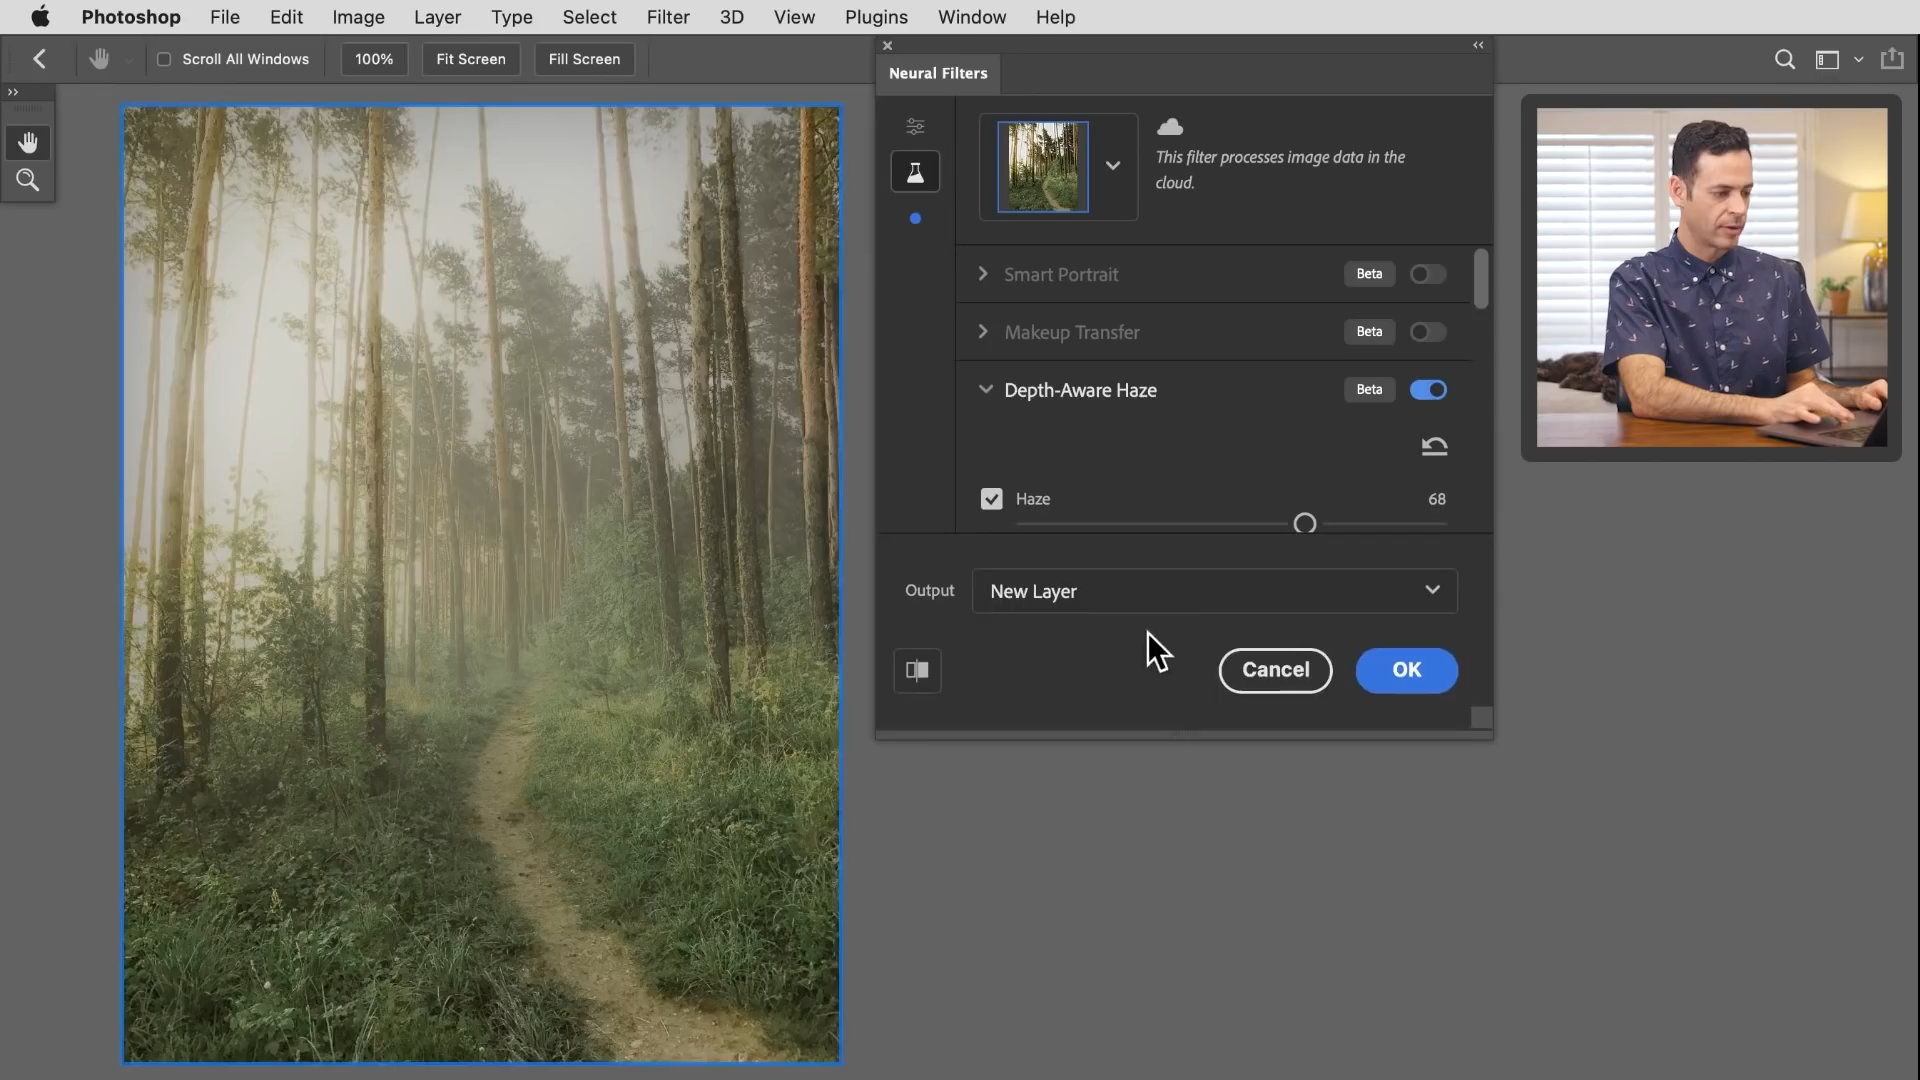 Photoshop File Edit Image Layer Type Select Filter 3D View Plugins Window Help
Scroll All Windows 100% Fit Screen Fill Screen
Neural Filters
This filter processes image data in the
cloud.
Smart Portrait Beta
Makeup Transfer Beta
Depth-Aware Haze Beta
Haze 68
Output New Layer
Cancel OK